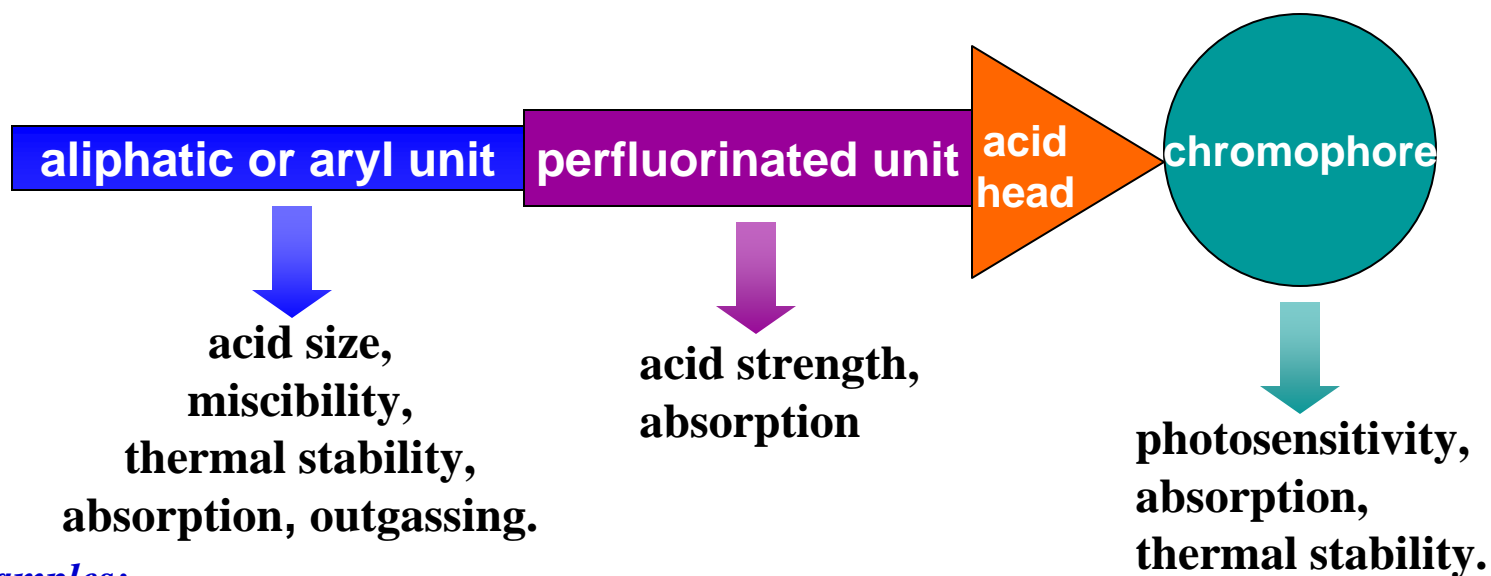 aliphatic or aryl unit
perfluorinated unit
acid
head
chromophore
acid size,
miscibility,
thermal stability,
absorption, outgassing.
acid strength,
absorption
photosensitivity,
absorption,
thermal stability.